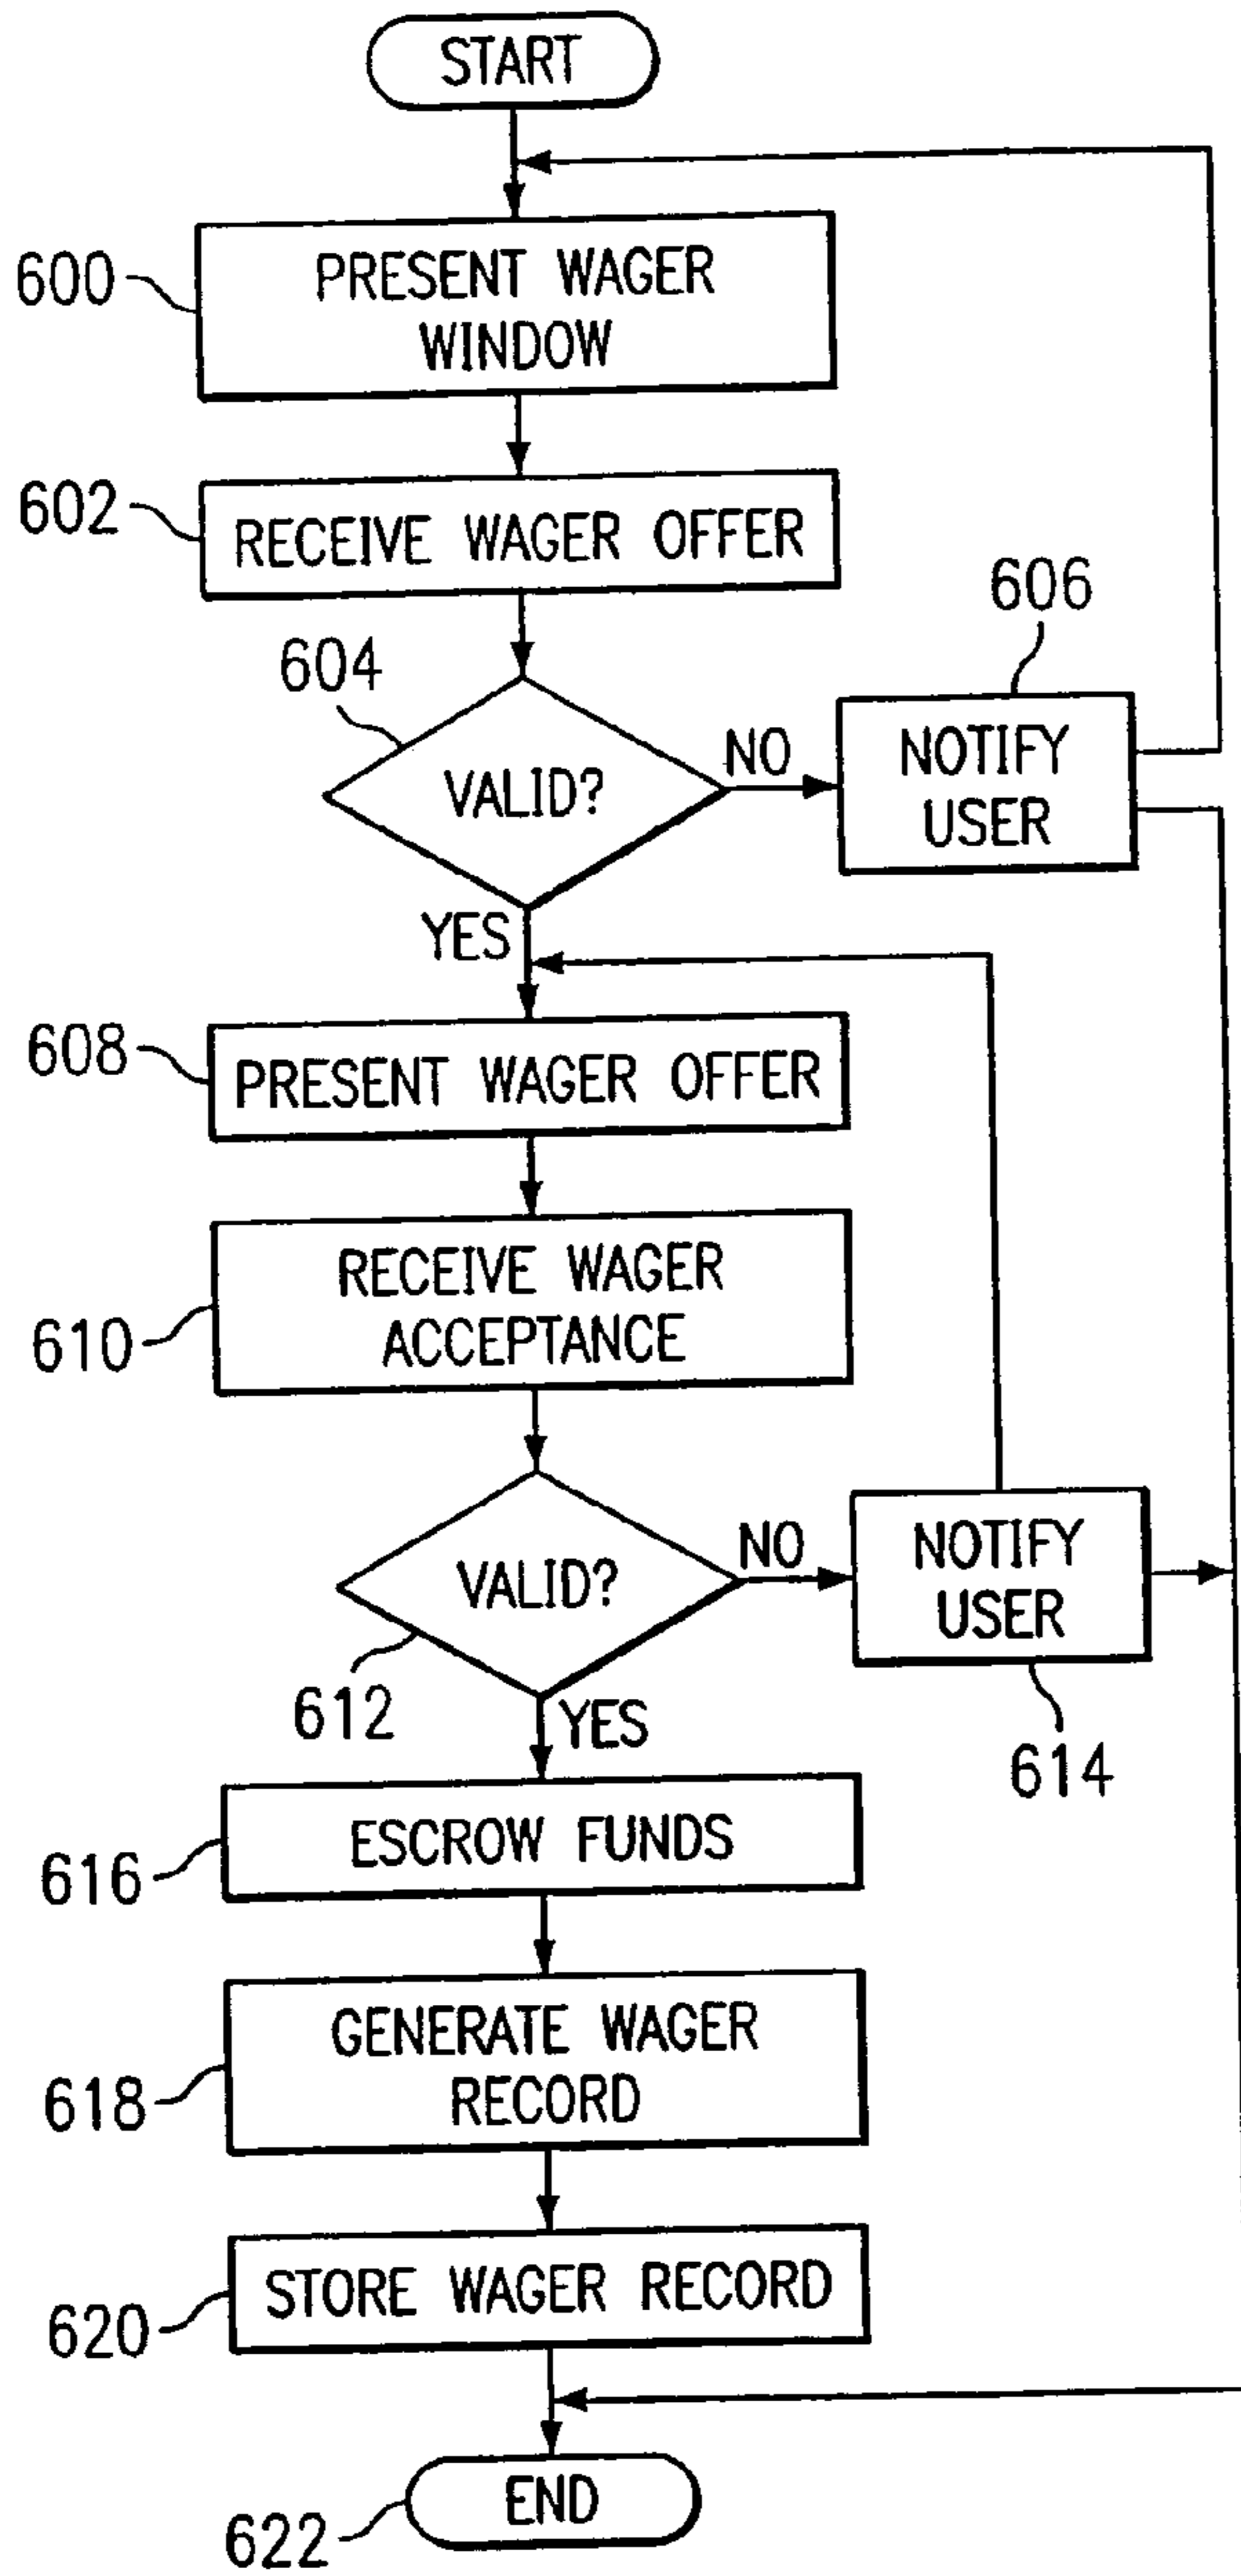 START
600
PRESENT WAGER
WINDOW
602
RECEIVE WAGER OFFER
604
VALID?
NO
606
NOTIFY
USER
YES
608
PRESENT WAGER OFFER
610
RECEIVE WAGER
ACCEPTANCE
612
VALID?
NO
NOTIFY
USER
614
YES
616
ESCROW FUNDS
618
GENERATE WAGER
RECORD
620
STORE WAGER RECORD
622
END